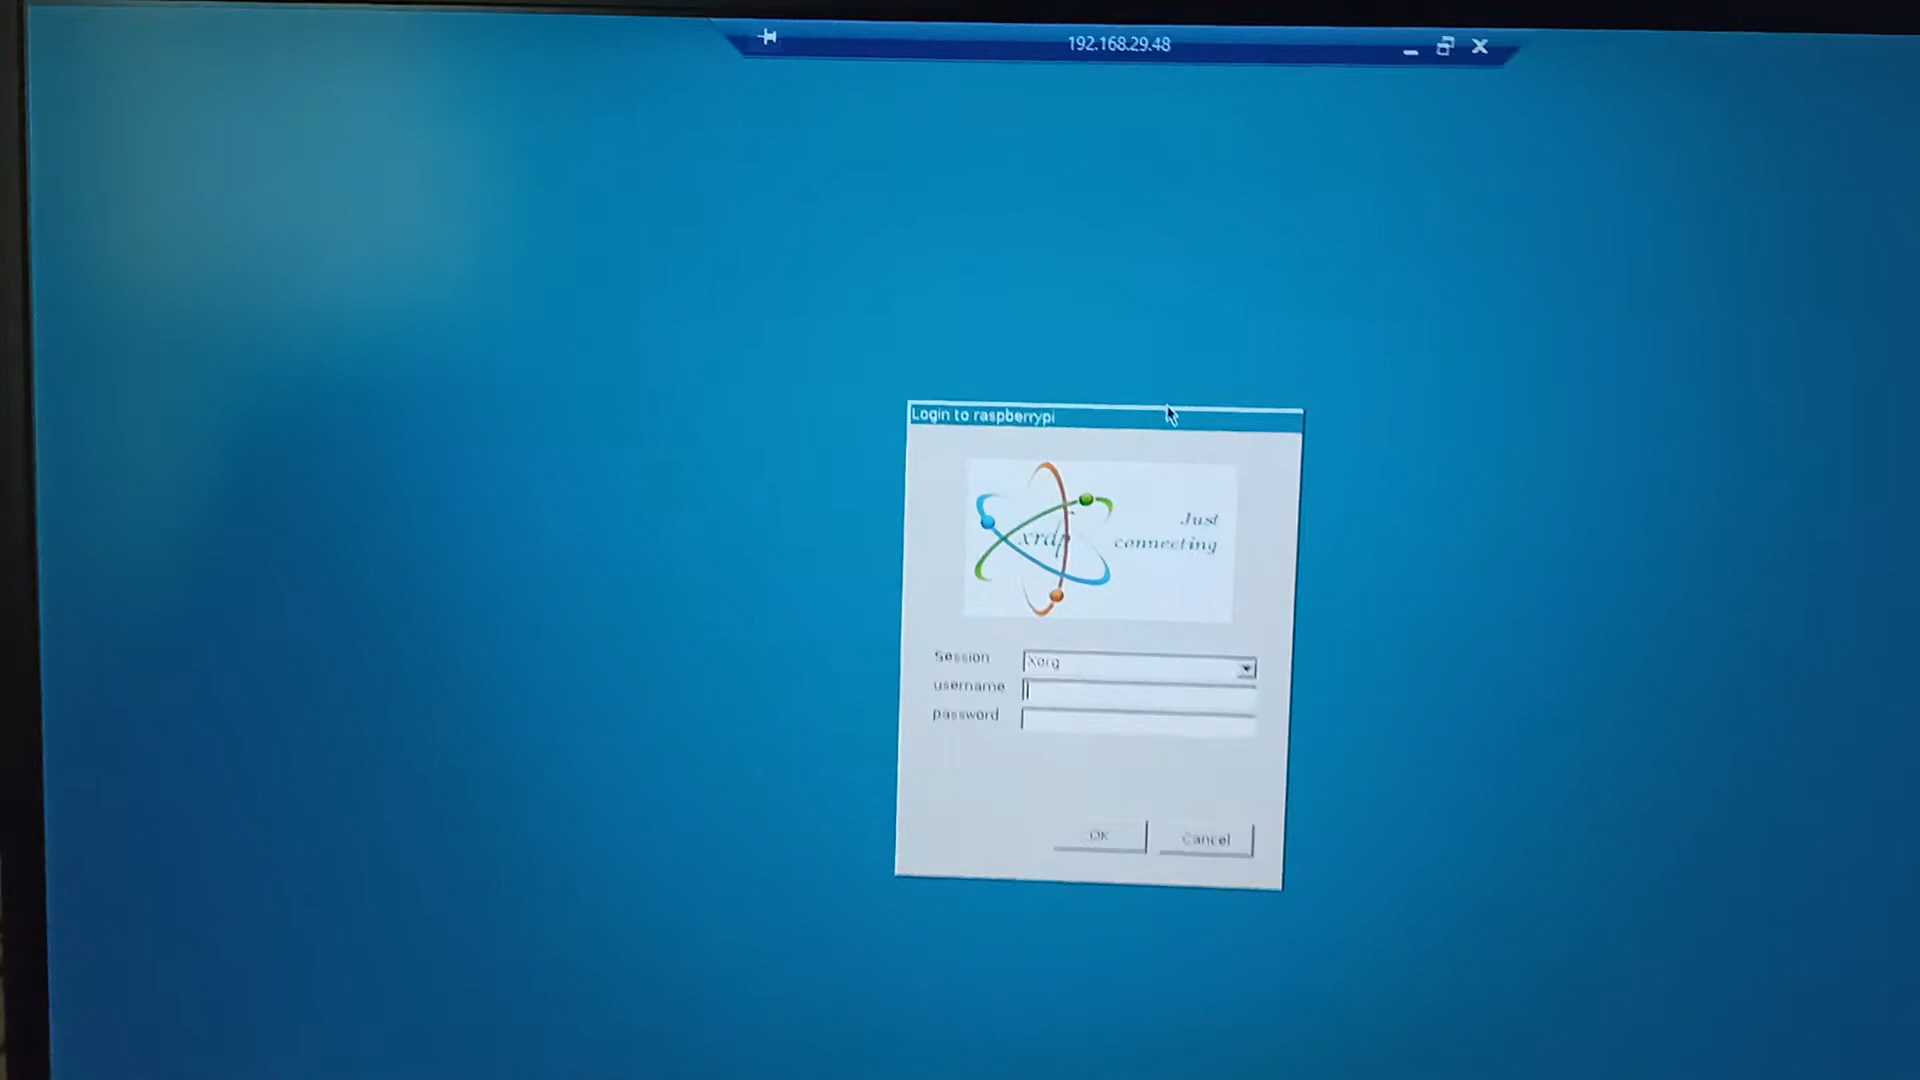 192.168.29.48
Login to raspberrypi
xrdp
Just
connecting
Session
Xorg
username
password
OK
Cancel